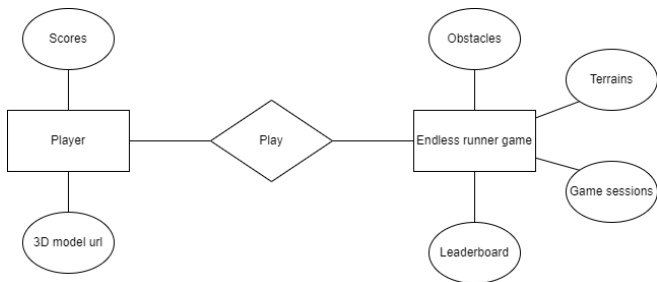 Scores
Obstacles
Terrains
Player
Play
Endless runner game
Game sessions
3D model url
Leaderboard